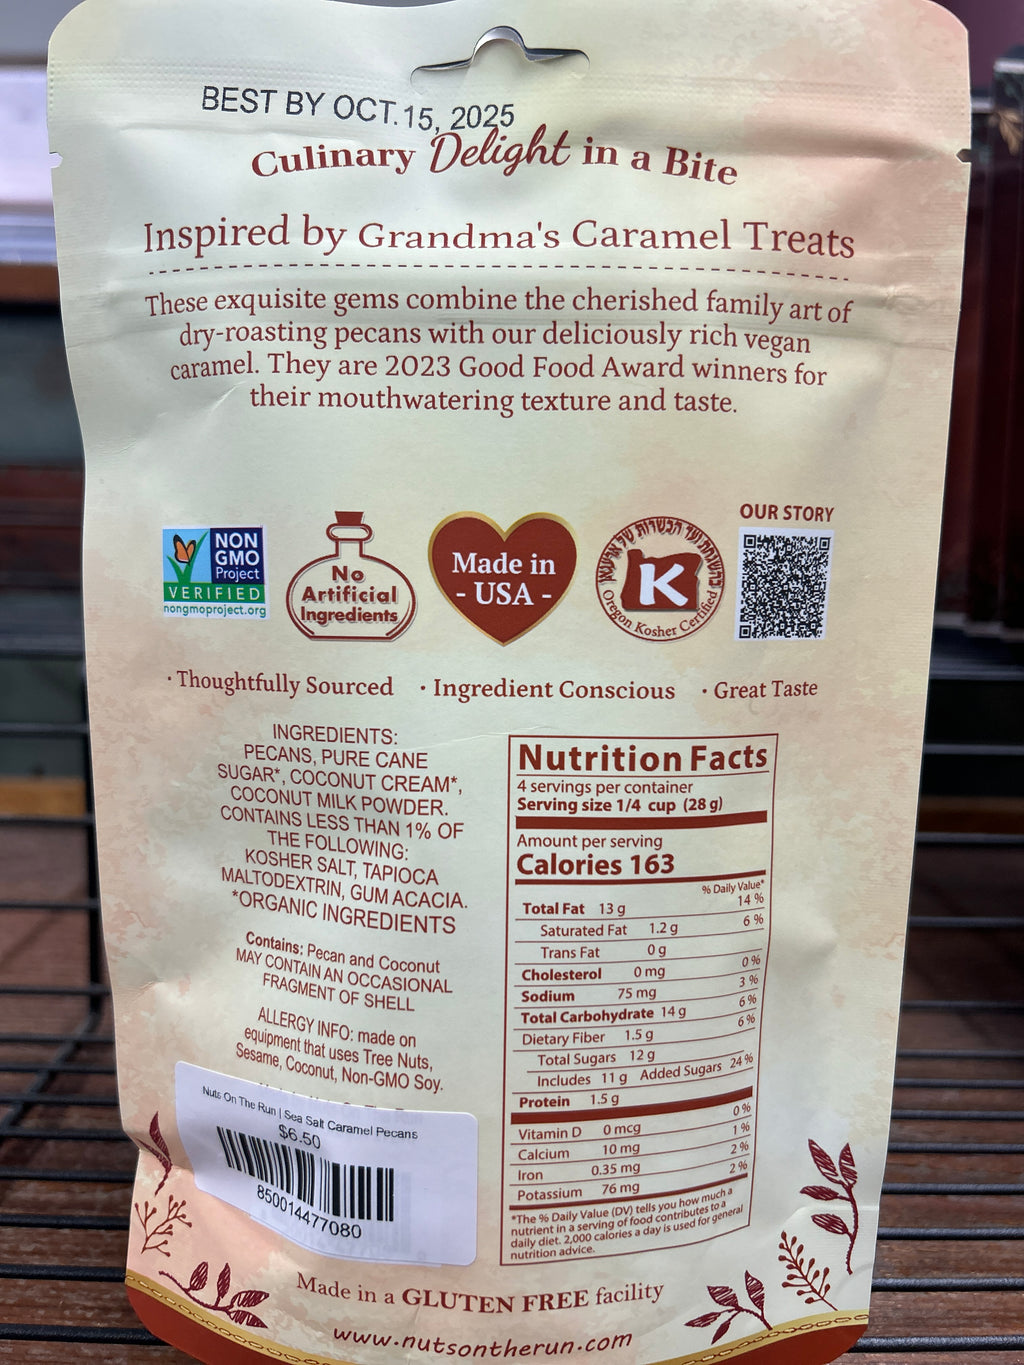 BEST BY OCT. 15, 2025
Culinary Delight in a Bite
Inspired by Grandma's Caramel Treats
These exquisite gems combine the cherished family art of
dry-roasting pecans with our deliciously rich vegan
caramel. They are 2023 Good Food Award winners for
their mouthwatering texture and taste.
NON
GMO
Project
VERIFIED
nongmoproject.org
No
Artificial
Ingredients
Made in
- USA -
K
Oregon Kosher Certified
OUR STORY
· Thoughtfully Sourced · Ingredient Conscious · Great Taste
INGREDIENTS:
PECANS, PURE CANE
SUGAR*, COCONUT CREAM*,
COCONUT MILK POWDER.
CONTAINS LESS THAN 1% OF
THE FOLLOWING:
KOSHER SALT, TAPIOCA
MALTODEXTRIN, GUM ACACIA.
*ORGANIC INGREDIENTS
Contains: Pecan and Coconut
MAY CONTAIN AN OCCASIONAL
FRAGMENT OF SHELL
ALLERGY INFO: made on
equipment that uses Tree Nuts,
Sesame, Coconut, Non-GMO Soy.
Nuts On The Run | Sea Salt Caramel Pecans
$6.50
850014477080
Nutrition Facts
4 servings per container
Serving size 1/4 cup (28 g)
Amount per serving
Calories 163
% Daily Value*
Total Fat 13 g 14 %
Saturated Fat 1.2 g 6 %
Trans Fat 0 g
Cholesterol 0 mg 0 %
Sodium 75 mg 3 %
Total Carbohydrate 14 g 6 %
Dietary Fiber 1.5 g 6 %
Total Sugars 12 g
Includes 11 g Added Sugars 24 %
Protein 1.5 g
Vitamin D 0 mcg 0 %
Calcium 10 mg 1 %
Iron 0.35 mg 2 %
Potassium 76 mg 2 %
*The % Daily Value (DV) tells you how much a
nutrient in a serving of food contributes to a
daily diet. 2,000 calories a day is used for general
nutrition advice.
Made in a GLUTEN FREE facility
www.nutsontherun.com